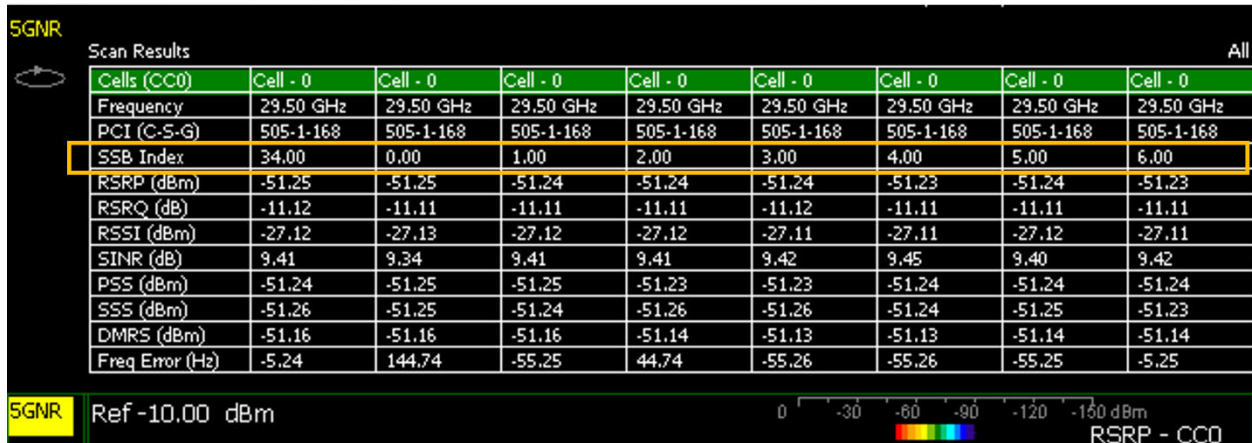 5GNR
Scan Results All
Cells (CC0) Cell - 0 Cell - 0 Cell - 0 Cell - 0 Cell - 0 Cell - 0 Cell - 0 Cell - 0
Frequency 29.50 GHz 29.50 GHz 29.50 GHz 29.50 GHz 29.50 GHz 29.50 GHz 29.50 GHz 29.50 GHz
PCI (C-S-G) 505-1-168 505-1-168 505-1-168 505-1-168 505-1-168 505-1-168 505-1-168 505-1-168
SSB Index 34.00 0.00 1.00 2.00 3.00 4.00 5.00 6.00
RSRP (dBm) -51.25 -51.25 -51.24 -51.24 -51.24 -51.23 -51.24 -51.23
RSRQ (dB) -11.12 -11.11 -11.11 -11.11 -11.12 -11.11 -11.11 -11.11
RSSI (dBm) -27.12 -27.13 -27.12 -27.12 -27.11 -27.11 -27.12 -27.11
SINR (dB) 9.41 9.34 9.41 9.41 9.42 9.45 9.40 9.42
PSS (dBm) -51.24 -51.25 -51.25 -51.23 -51.23 -51.24 -51.24 -51.24
SSS (dBm) -51.26 -51.25 -51.24 -51.26 -51.26 -51.24 -51.25 -51.23
DMRS (dBm) -51.16 -51.16 -51.16 -51.14 -51.13 -51.13 -51.14 -51.14
Freq Error (Hz) -5.24 144.74 -55.25 44.74 -55.26 -55.26 -55.25 -5.25
5GNR Ref -10.00 dBm 0 -30 -60 -90 -120 -150 dBm
RSRP - CC0